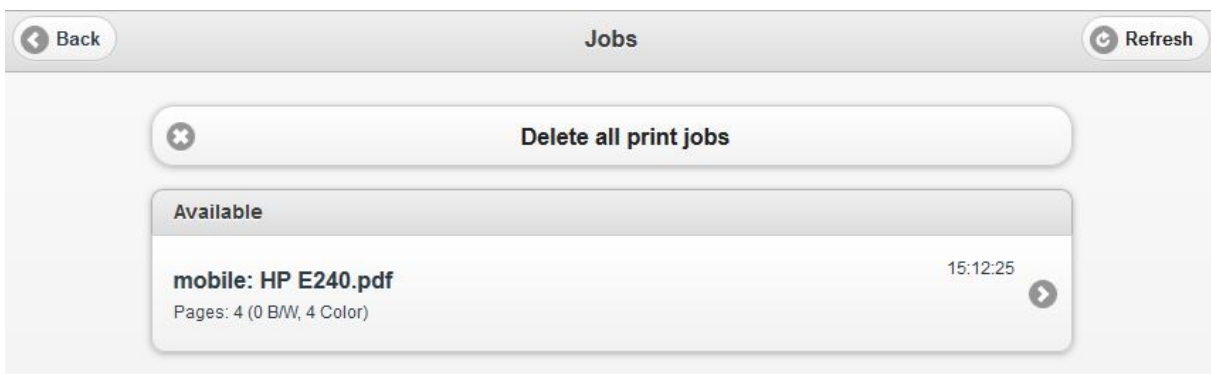 Back
Jobs
Refresh
Delete all print jobs
Available
mobile: HP E240.pdf
15:12:25
Pages: 4 (0 B/W, 4 Color)